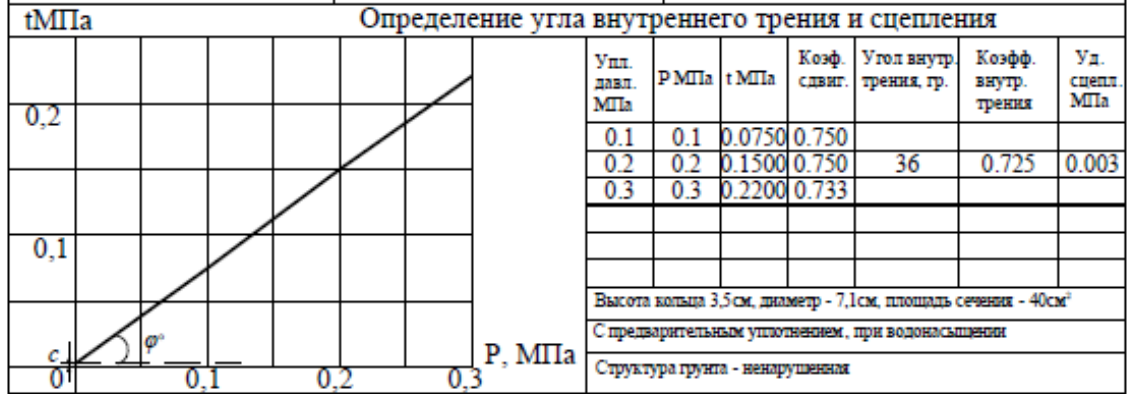 tМПа
Определение угла внутреннего трения и сцепления
0,2
0,1
c
φ°
0
0,1
0,2
0,3
Р, МПа
Упл. давл. МПа	Р МПа	t МПа	Коэф. сдвиг.	Угол внутр. трения, гр.	Коэфф. внутр. трения	Уд. сцепл. МПа
0.1	0.1	0.0750	0.750
0.2	0.2	0.1500	0.750	36	0.725	0.003
0.3	0.3	0.2200	0.733
Высота кольца 3,5см, диаметр - 7,1см, площадь сечения - 40см²
С предварительным уплотнением, при водонасыщении
Структура грунта - ненарушенная